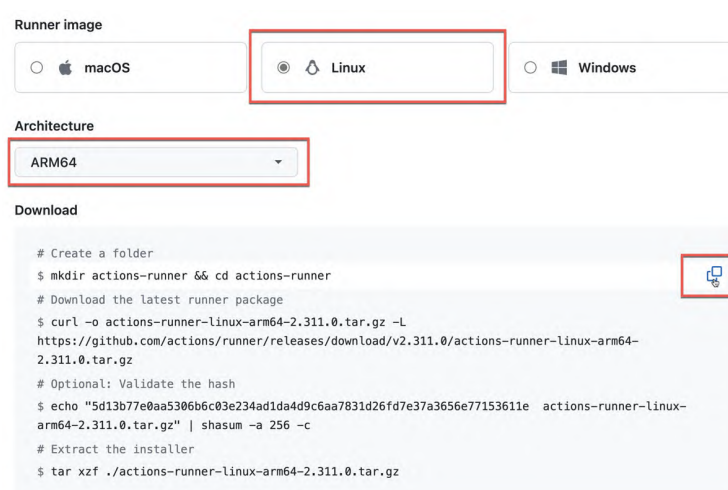 Runner image
macOS
Linux
Windows
Architecture
ARM64
Download
# Create a folder
$ mkdir actions-runner && cd actions-runner
# Download the latest runner package
$ curl -o actions-runner-linux-arm64-2.311.0.tar.gz -L
https://github.com/actions/runner/releases/download/v2.311.0/actions-runner-linux-arm64-
2.311.0.tar.gz
# Optional: Validate the hash
$ echo "5d13b77e0aa5306b6c03e234ad1da4d9c6aa7831d26fd7e37a3656e77153611e  actions-runner-linux-
arm64-2.311.0.tar.gz" | shasum -a 256 -c
# Extract the installer
$ tar xzf ./actions-runner-linux-arm64-2.311.0.tar.gz